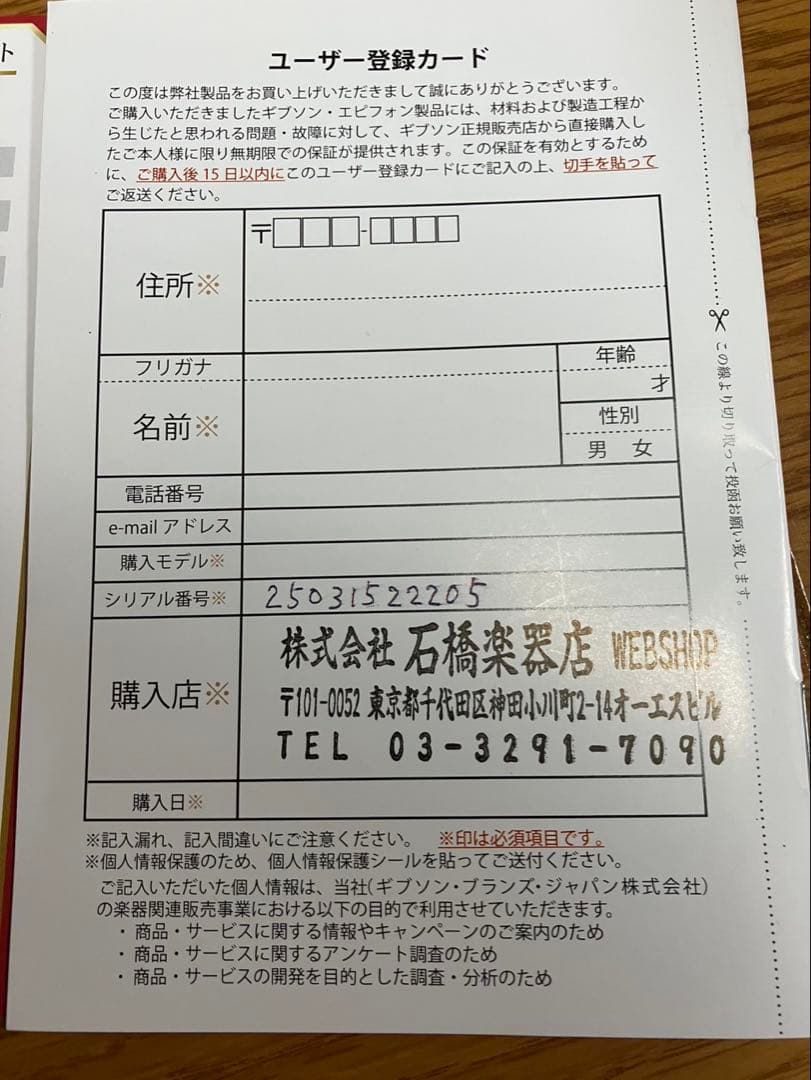 ト
ユーザー登録カード
この度は弊社製品をお買い上げいただきまして誠にありがとうございます。
ご購入いただきましたギブソン・エピフォン製品には、材料および製造工程か
ら生じたと思われる問題・故障に対して、ギブソン正規販売店から直接購入し
たご本人様に限り無期限での保証が提供されます。この保証を有効とするため
に、ご購入後15日以内にこのユーザー登録カードにご記入の上、切手を貼って
ご返送ください。
〒 -
住所※
フリガナ
年齢
才
名前※
性別
男 女
電話番号
e-mail アドレス
購入モデル※
シリアル番号※ 25031522205
購入店※
株式会社 石橋楽器店 WEBSHOP
〒101-0052 東京都千代田区神田小川町2-14オーエスビル
TEL 03-3291-7090
購入日※
※記入漏れ、記入間違いにご注意ください。 ※印は必須項目です。
※個人情報保護のため、個人情報保護シールを貼ってご送付ください。
ご記入いただいた個人情報は、当社(ギブソン・ブランズ・ジャパン株式会社)
の楽器関連販売事業における以下の目的で利用させていただきます。
・商品・サービスに関する情報やキャンペーンのご案内のため
・商品・サービスに関するアンケート調査のため
・商品・サービスの開発を目的とした調査・分析のため
この線より切り取って投函お願い致します。